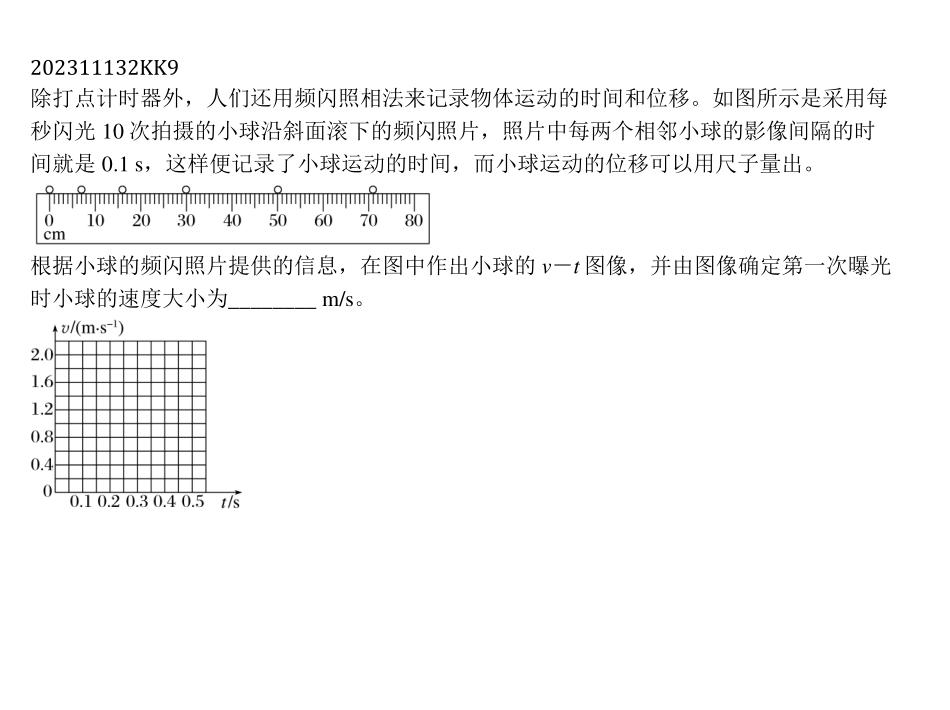 202311132KK9
除打点计时器外，人们还用频闪照相法来记录物体运动的时间和位移。如图所示是采用每
秒闪光 10 次拍摄的小球沿斜面滚下的频闪照片，照片中每两个相邻小球的影像间隔的时
间就是 0.1 s，这样便记录了小球运动的时间，而小球运动的位移可以用尺子量出。
0 10 20 30 40 50 60 70 80
cm
根据小球的频闪照片提供的信息，在图中作出小球的 v－t 图像，并由图像确定第一次曝光
时小球的速度大小为________ m/s。
v/(m·s⁻¹)
2.0
1.6
1.2
0.8
0.4
0
0.1 0.2 0.3 0.4 0.5 t/s